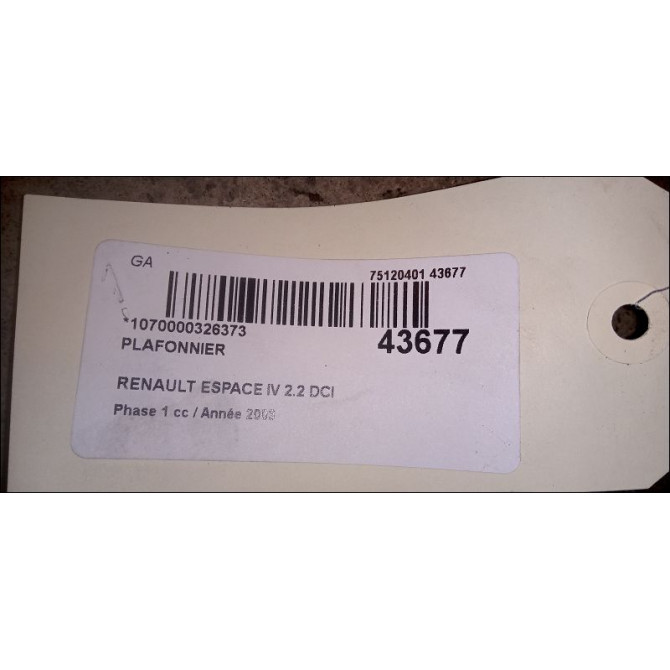 GA
75120401 43677
*1070000326373
43677
PLAFONNIER
RENAULT ESPACE IV 2.2 DCI
Phase 1 cc / Année